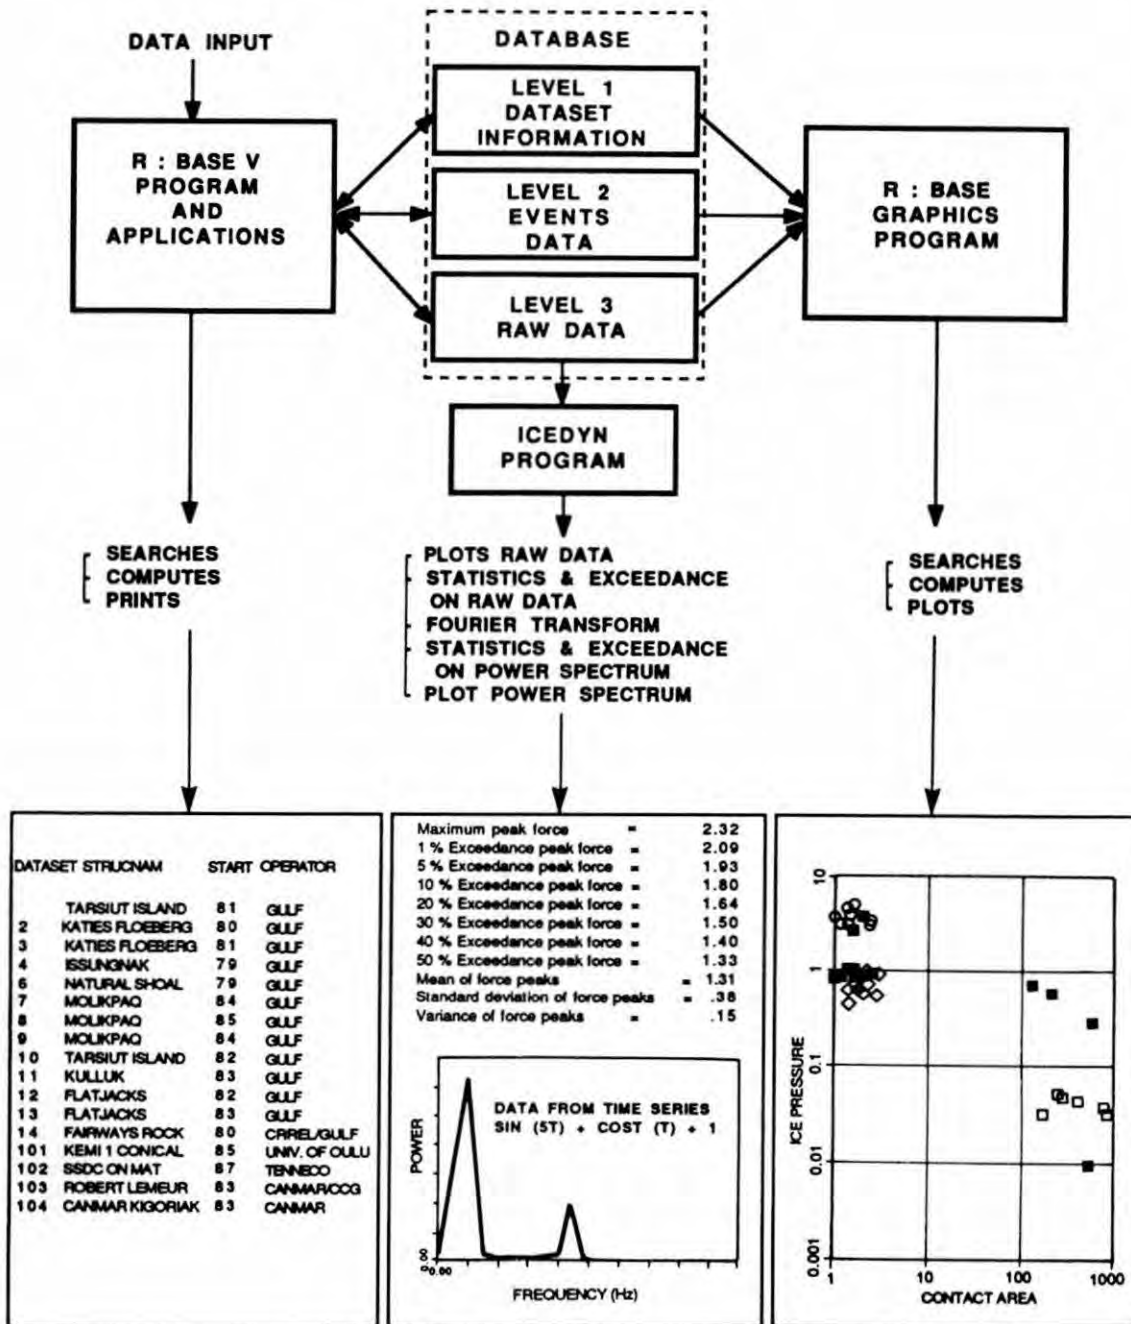 DATA INPUT
R : BASE V
PROGRAM
AND
APPLICATIONS
DATABASE
LEVEL 1
DATASET
INFORMATION
LEVEL 2
EVENTS
DATA
LEVEL 3
RAW DATA
R : BASE
GRAPHICS
PROGRAM
ICEDYN
PROGRAM
SEARCHES
COMPUTES
PRINTS
PLOTS RAW DATA
STATISTICS & EXCEEDANCE
ON RAW DATA
FOURIER TRANSFORM
STATISTICS & EXCEEDANCE
ON POWER SPECTRUM
PLOT POWER SPECTRUM
SEARCHES
COMPUTES
PLOTS
DATASET STRUCNAM START OPERATOR
TARSIUT ISLAND 81 GULF
2 KATIES FLOEBERG 80 GULF
3 KATIES FLOEBERG 81 GULF
4 ISSUNGNAK 79 GULF
6 NATURAL SHOAL 79 GULF
7 MOLIKPAQ 84 GULF
8 MOLIKPAQ 85 GULF
9 MOLIKPAQ 84 GULF
10 TARSIUT ISLAND 82 GULF
11 KULLUK 83 GULF
12 FLATJACKS 82 GULF
13 FLATJACKS 83 GULF
14 FAIRWAYS ROCK 80 CRREL/GULF
101 KEMI 1 CONICAL 85 UNIV. OF OULU
102 SSDC ON MAT 87 TENNECO
103 ROBERT LEMEUR 83 CANMAR/CCG
104 CANMAR KIGORIAK 83 CANMAR
Maximum peak force = 2.32
1 % Exceedance peak force = 2.09
5 % Exceedance peak force = 1.93
10 % Exceedance peak force = 1.80
20 % Exceedance peak force = 1.64
30 % Exceedance peak force = 1.50
40 % Exceedance peak force = 1.40
50 % Exceedance peak force = 1.33
Mean of force peaks = 1.31
Standard deviation of force peaks = .38
Variance of force peaks = .15
DATA FROM TIME SERIES
SIN (5T) + COST (T) + 1
POWER
0.00
FREQUENCY (Hz)
ICE PRESSURE
10
1
0.1
0.01
0.001
1 10 100 1000
CONTACT AREA